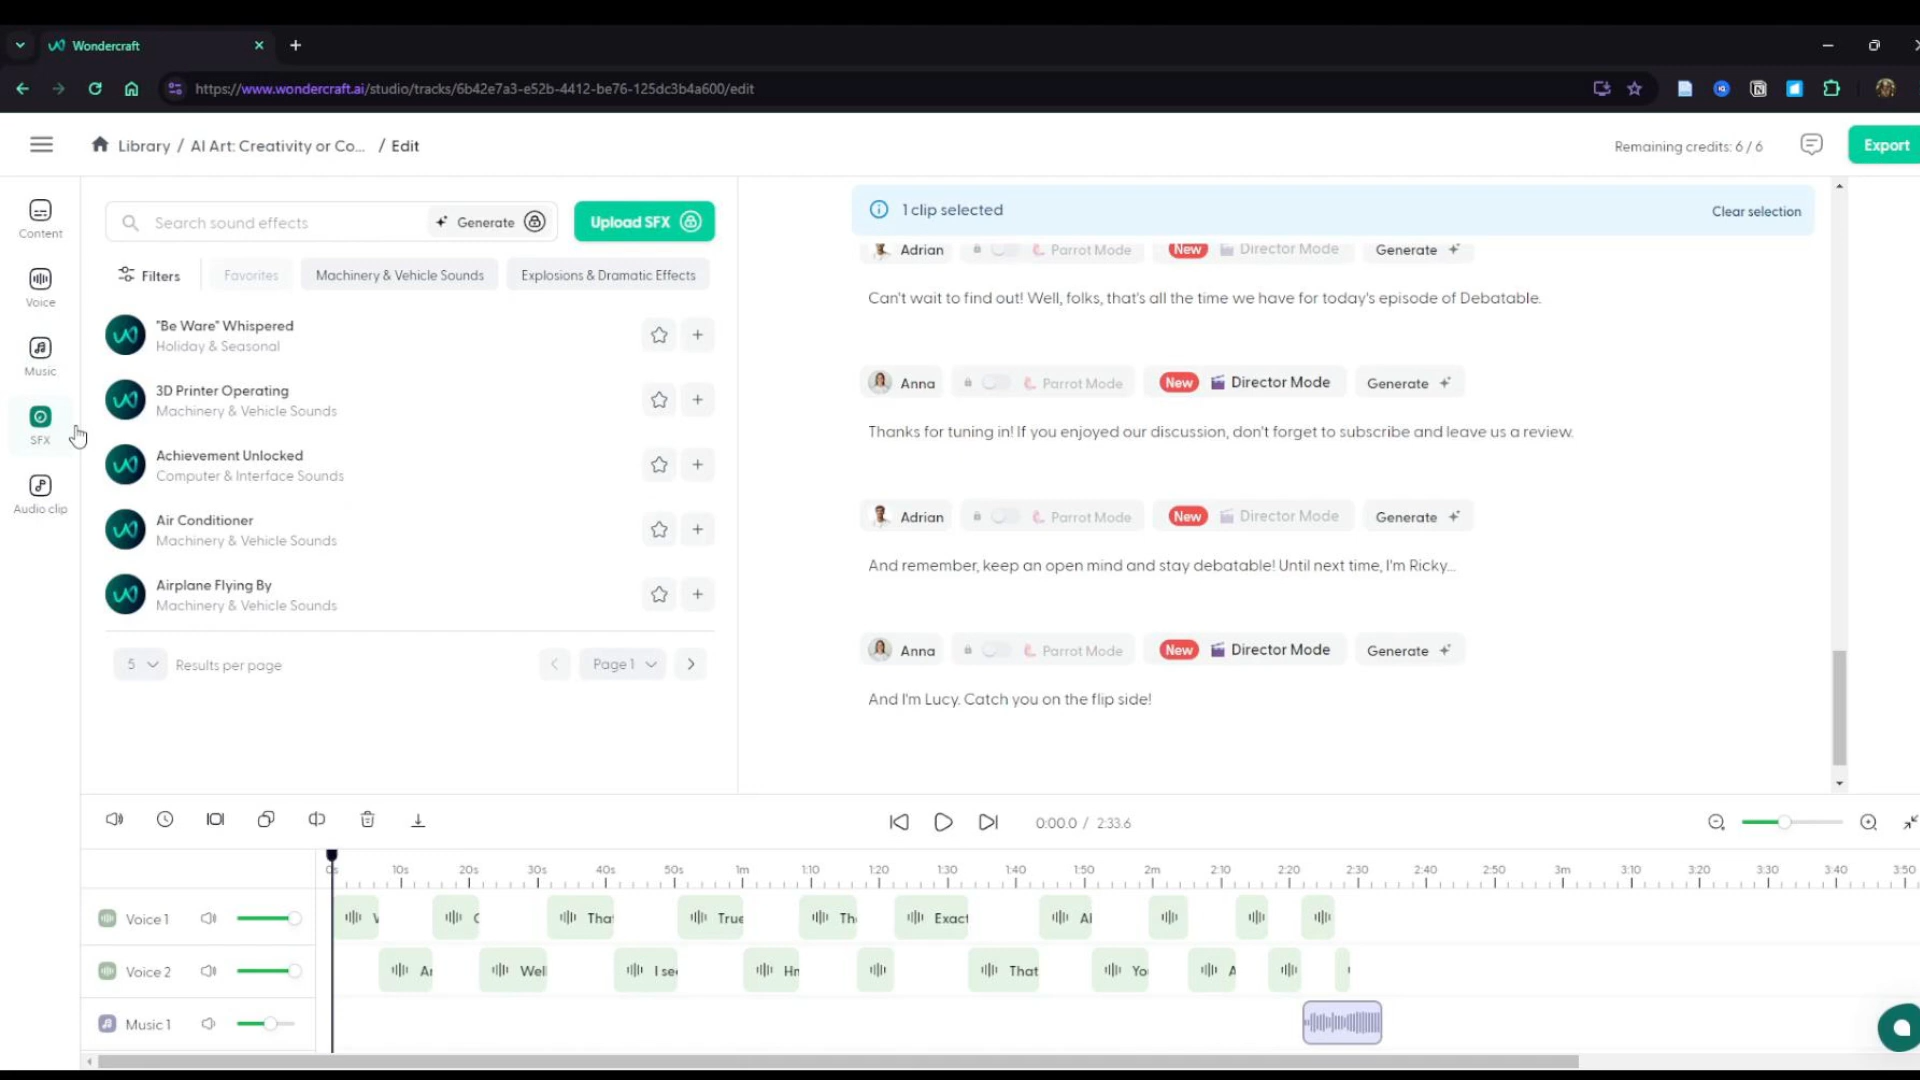 Wondercraft
https://www.wondercraft.ai/studio/tracks/6b42e7a3-e52b-4412-be76-125dc3b4a600/edit
Library / AI Art: Creativity or Co... / Edit
Remaining credits: 6 / 6
Export
Content
Voice
Music
SFX
Audio clip
Search sound effects
Generate
Upload SFX
Filters
Favorites
Machinery & Vehicle Sounds
Explosions & Dramatic Effects
"Be Ware" Whispered
Holiday & Seasonal
3D Printer Operating
Machinery & Vehicle Sounds
Achievement Unlocked
Computer & Interface Sounds
Air Conditioner
Machinery & Vehicle Sounds
Airplane Flying By
Machinery & Vehicle Sounds
5 Results per page
Page 1
1 clip selected
Clear selection
Adrian Parrot Mode New Director Mode Generate
Can't wait to find out! Well, folks, that's all the time we have for today's episode of Debatable.
Anna Parrot Mode New Director Mode Generate
Thanks for tuning in! If you enjoyed our discussion, don't forget to subscribe and leave us a review.
Adrian Parrot Mode New Director Mode Generate
And remember, keep an open mind and stay debatable! Until next time, I'm Ricky...
Anna Parrot Mode New Director Mode Generate
And I'm Lucy. Catch you on the flip side!
0:00.0 / 2:33.6
0s 10s 20s 30s 40s 50s 1m 1:10 1:20 1:30 1:40 1:50 2m 2:10 2:20 2:30 2:40 2:50 3m 3:10 3:20 3:30 3:40 3:50
Voice 1
Tha True Th Exact Al
Voice 2
Wel I see Hn That Yo A
Music 1